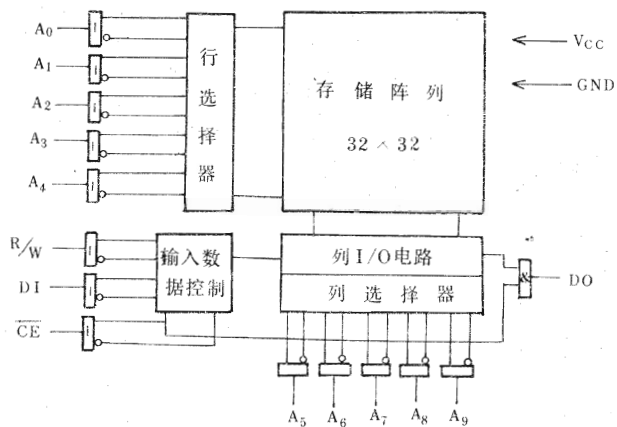 A₀
A₁
A₂
A₃
A₄
行选择器
存储阵列
32×32
V_CC
GND
R/W
DI
C̅E̅
输入数
据控制
列I/O电路
列选择器
&
DO
A₅
A₆
A₇
A₈
A₉